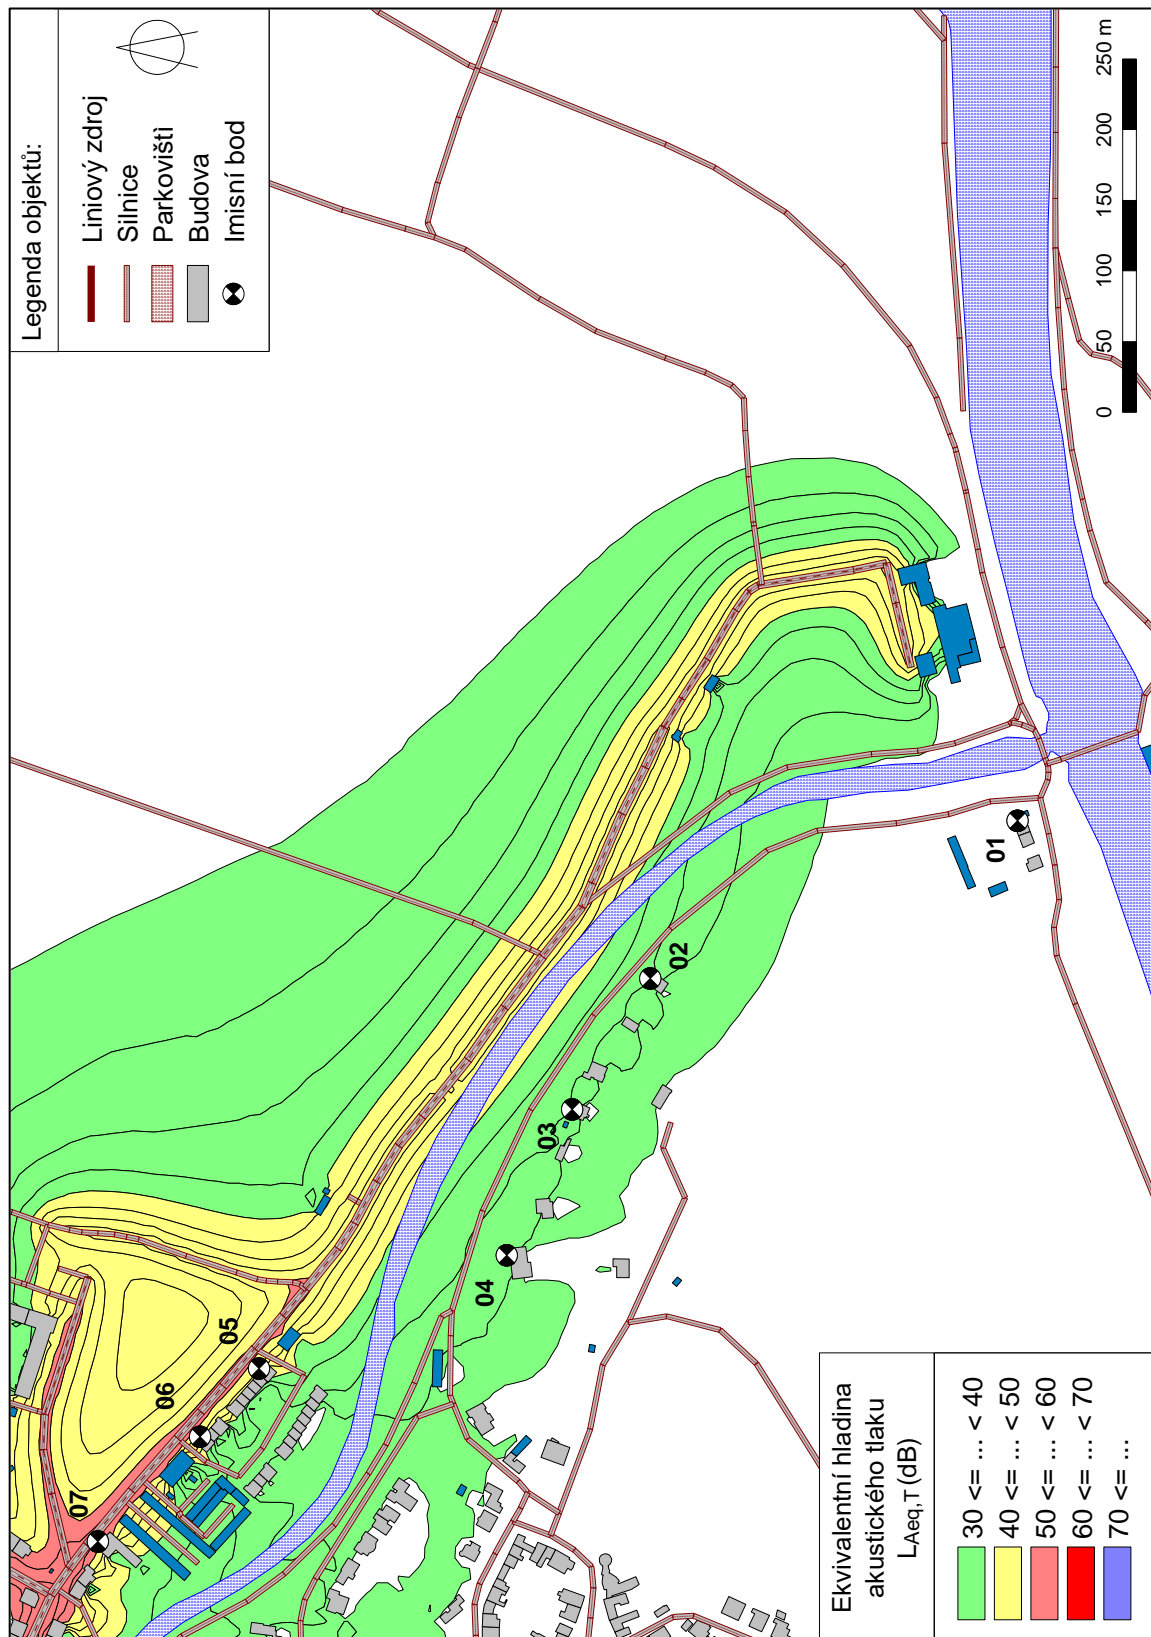 Legenda objektů:
Liniový zdroj
Silnice
Parkoviští
Budova
Imisní bod
07
06
05
04
03
02
01
Ekvivalentní hladina
akustického tlaku
LAeq,T (dB)
30 <= ... < 40
40 <= ... < 50
50 <= ... < 60
60 <= ... < 70
70 <= ...
0 50 100 150 200 250 m